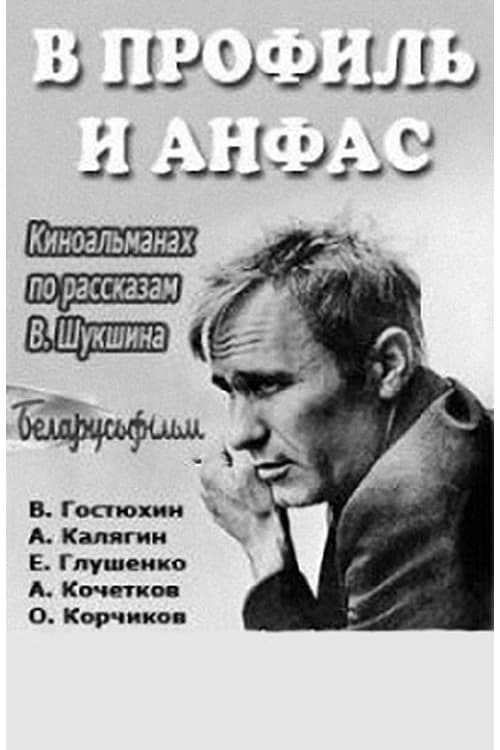 В ПРОФИЛЬ
И АНФАС
Киноальманах
по рассказам
В. Шукшина
Беларусьфильм
В. Гостюхин
А. Калягин
Е. Глушенко
А. Кочетков
О. Корчиков